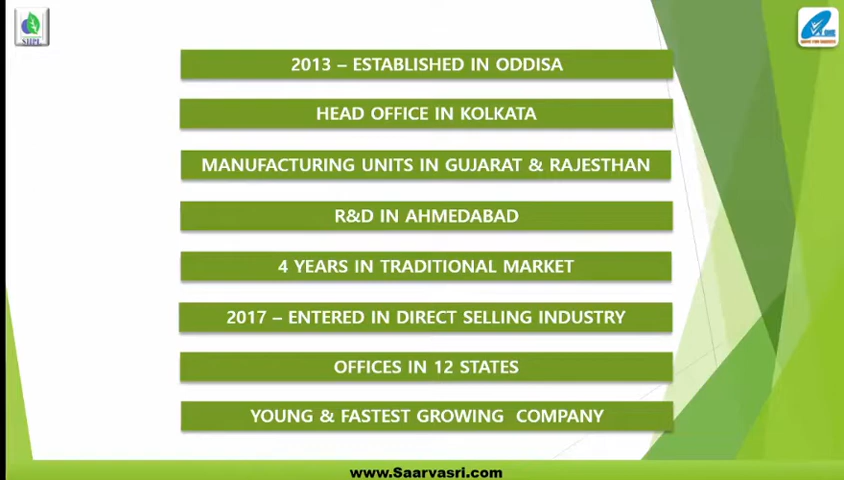 SHPL
2013 – ESTABLISHED IN ODDISA
HEAD OFFICE IN KOLKATA
MANUFACTURING UNITS IN GUJARAT & RAJESTHAN
R&D IN AHMEDABAD
4 YEARS IN TRADITIONAL MARKET
2017 – ENTERED IN DIRECT SELLING INDUSTRY
OFFICES IN 12 STATES
YOUNG & FASTEST GROWING COMPANY
www.Saarvasri.com